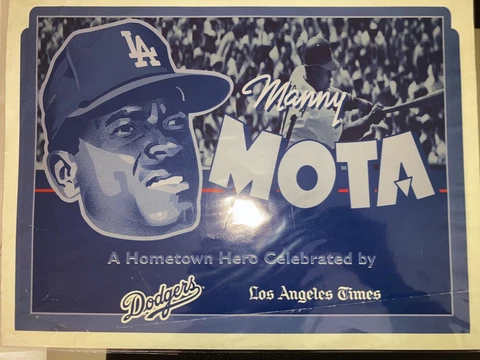 LA
Manny
MOTA
A Hometown Hero Celebrated by
Dodgers
Los Angeles Times